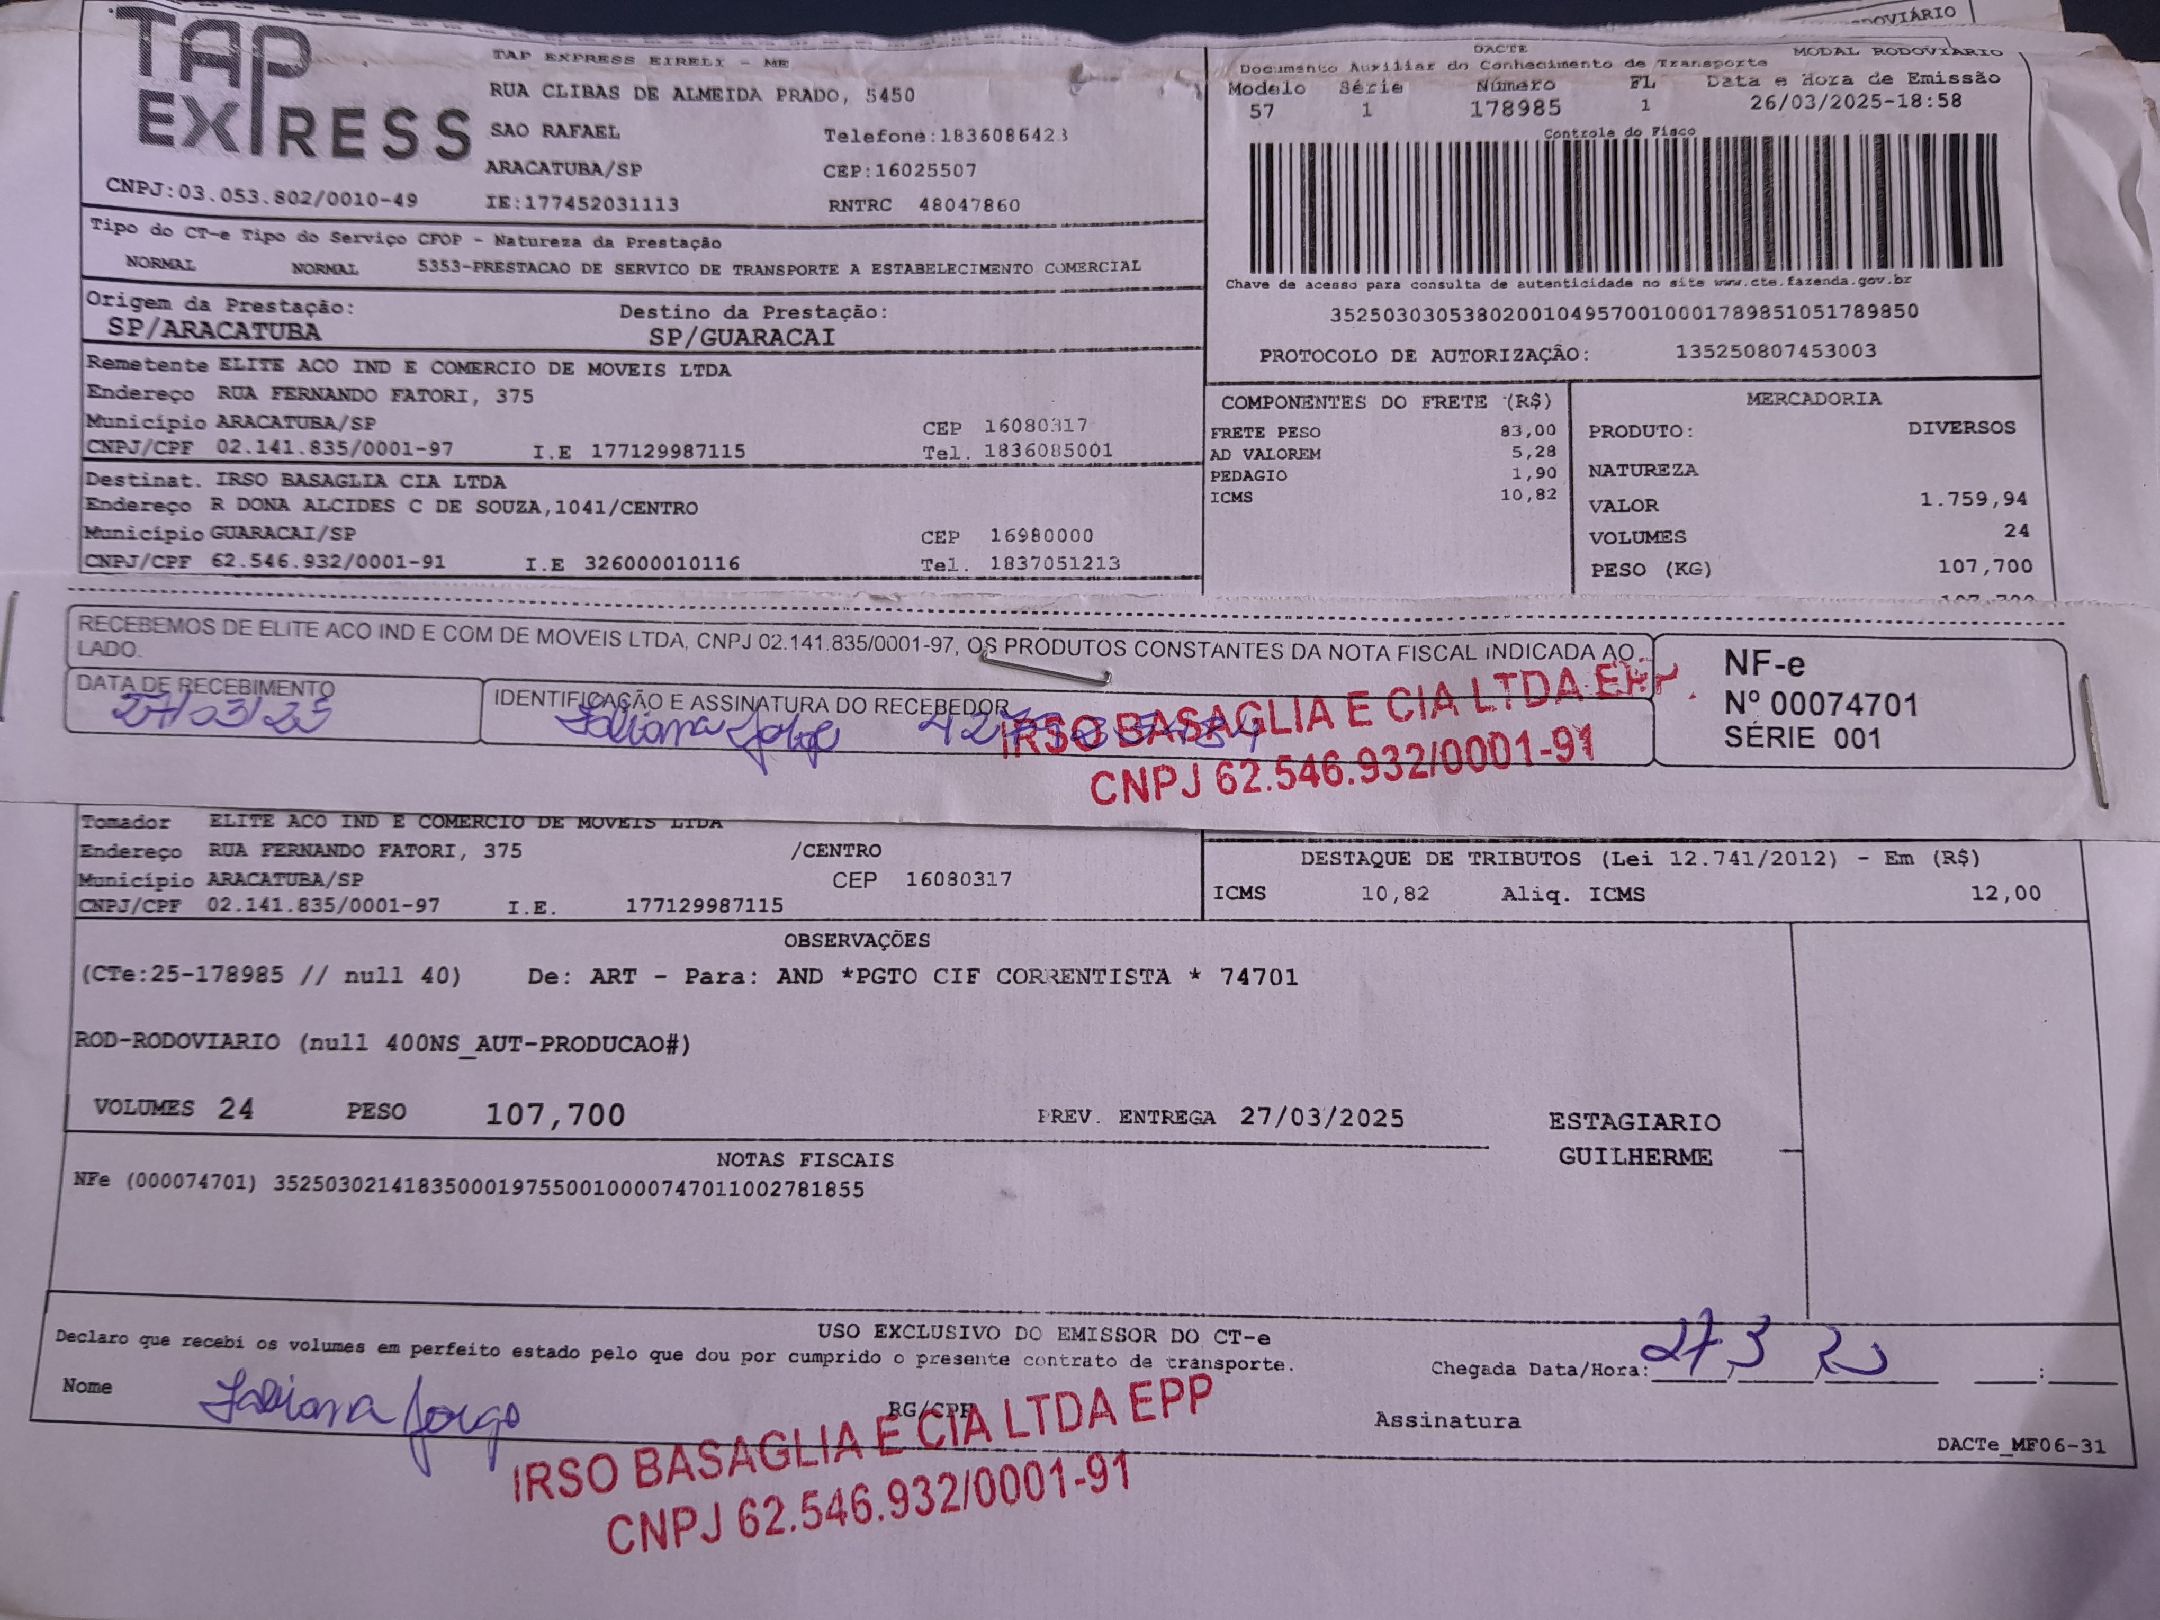 ODOVIÁRIO
TAP EXPRESS
TAP EXPRESS EIRELI - ME
RUA CLIBAS DE ALMEIDA PRADO, 5450
SAO RAFAEL Telefone:1836086423
ARACATUBA/SP CEP:16025507
CNPJ:03.053.802/0010-49 IE:177452031113 RNTRC 48047860
DACTE MODAL RODOVIÁRIO
Documento Auxiliar do Conhecimento de Transporte
Modelo Série Número FL Data e Hora de Emissão
57 1 178985 1 26/03/2025-18:58
Controle do Fisco
Chave de acesso para consulta de autenticidade no site www.cte.fazenda.gov.br
35250303053802001049570010001789851051789850
PROTOCOLO DE AUTORIZAÇÃO: 135250807453003
Tipo do CT-e Tipo do Serviço CFOP - Natureza da Prestação
NORMAL NORMAL 5353-PRESTACAO DE SERVICO DE TRANSPORTE A ESTABELECIMENTO COMERCIAL
Origem da Prestação: Destino da Prestação:
SP/ARACATUBA SP/GUARACAI
Remetente ELITE ACO IND E COMERCIO DE MOVEIS LTDA
Endereço RUA FERNANDO FATORI, 375
Município ARACATUBA/SP CEP 16080317
CNPJ/CPF 02.141.835/0001-97 I.E 177129987115 Tel. 1836085001
Destinat. IRSO BASAGLIA CIA LTDA
Endereço R DONA ALCIDES C DE SOUZA,1041/CENTRO
Município GUARACAI/SP CEP 16980000
CNPJ/CPF 62.546.932/0001-91 I.E 326000010116 Tel. 1837051213
COMPONENTES DO FRETE (R$)
FRETE PESO 83,00
AD VALOREM 5,28
PEDAGIO 1,90
ICMS 10,82
MERCADORIA
PRODUTO: DIVERSOS
NATUREZA
VALOR 1.759,94
VOLUMES 24
PESO (KG) 107,700
RECEBEMOS DE ELITE ACO IND E COM DE MOVEIS LTDA, CNPJ 02.141.835/0001-97, OS PRODUTOS CONSTANTES DA NOTA FISCAL INDICADA AO
LADO.
DATA DE RECEBIMENTO
27/03/25
IDENTIFICAÇÃO E ASSINATURA DO RECEBEDOR
Fabiana Jorge
IRSO BASAGLIA E CIA LTDA EPP.
CNPJ 62.546.932/0001-91
NF-e
Nº 00074701
SÉRIE 001
Tomador ELITE ACO IND E COMERCIO DE MOVEIS LTDA
Endereço RUA FERNANDO FATORI, 375 /CENTRO
Município ARACATUBA/SP CEP 16080317
CNPJ/CPF 02.141.835/0001-97 I.E. 177129987115
DESTAQUE DE TRIBUTOS (Lei 12.741/2012) - Em (R$)
ICMS 10,82 Aliq. ICMS 12,00
OBSERVAÇÕES
(CTe:25-178985 // null 40) De: ART - Para: AND *PGTO CIF CORRENTISTA * 74701
ROD-RODOVIARIO (null 400NS_AUT-PRODUCAO#)
VOLUMES 24 PESO 107,700 PREV. ENTREGA 27/03/2025
ESTAGIARIO
GUILHERME
NOTAS FISCAIS
NFe (000074701) 35250302141835000197550010000747011002781855
USO EXCLUSIVO DO EMISSOR DO CT-e
Declaro que recebi os volumes em perfeito estado pelo que dou por cumprido o presente contrato de transporte.
Chegada Data/Hora: 27 3 25 :
Nome Fabiana Jorge RG/CPF Assinatura
IRSO BASAGLIA E CIA LTDA EPP
CNPJ 62.546.932/0001-91
DACTe_MF06-31